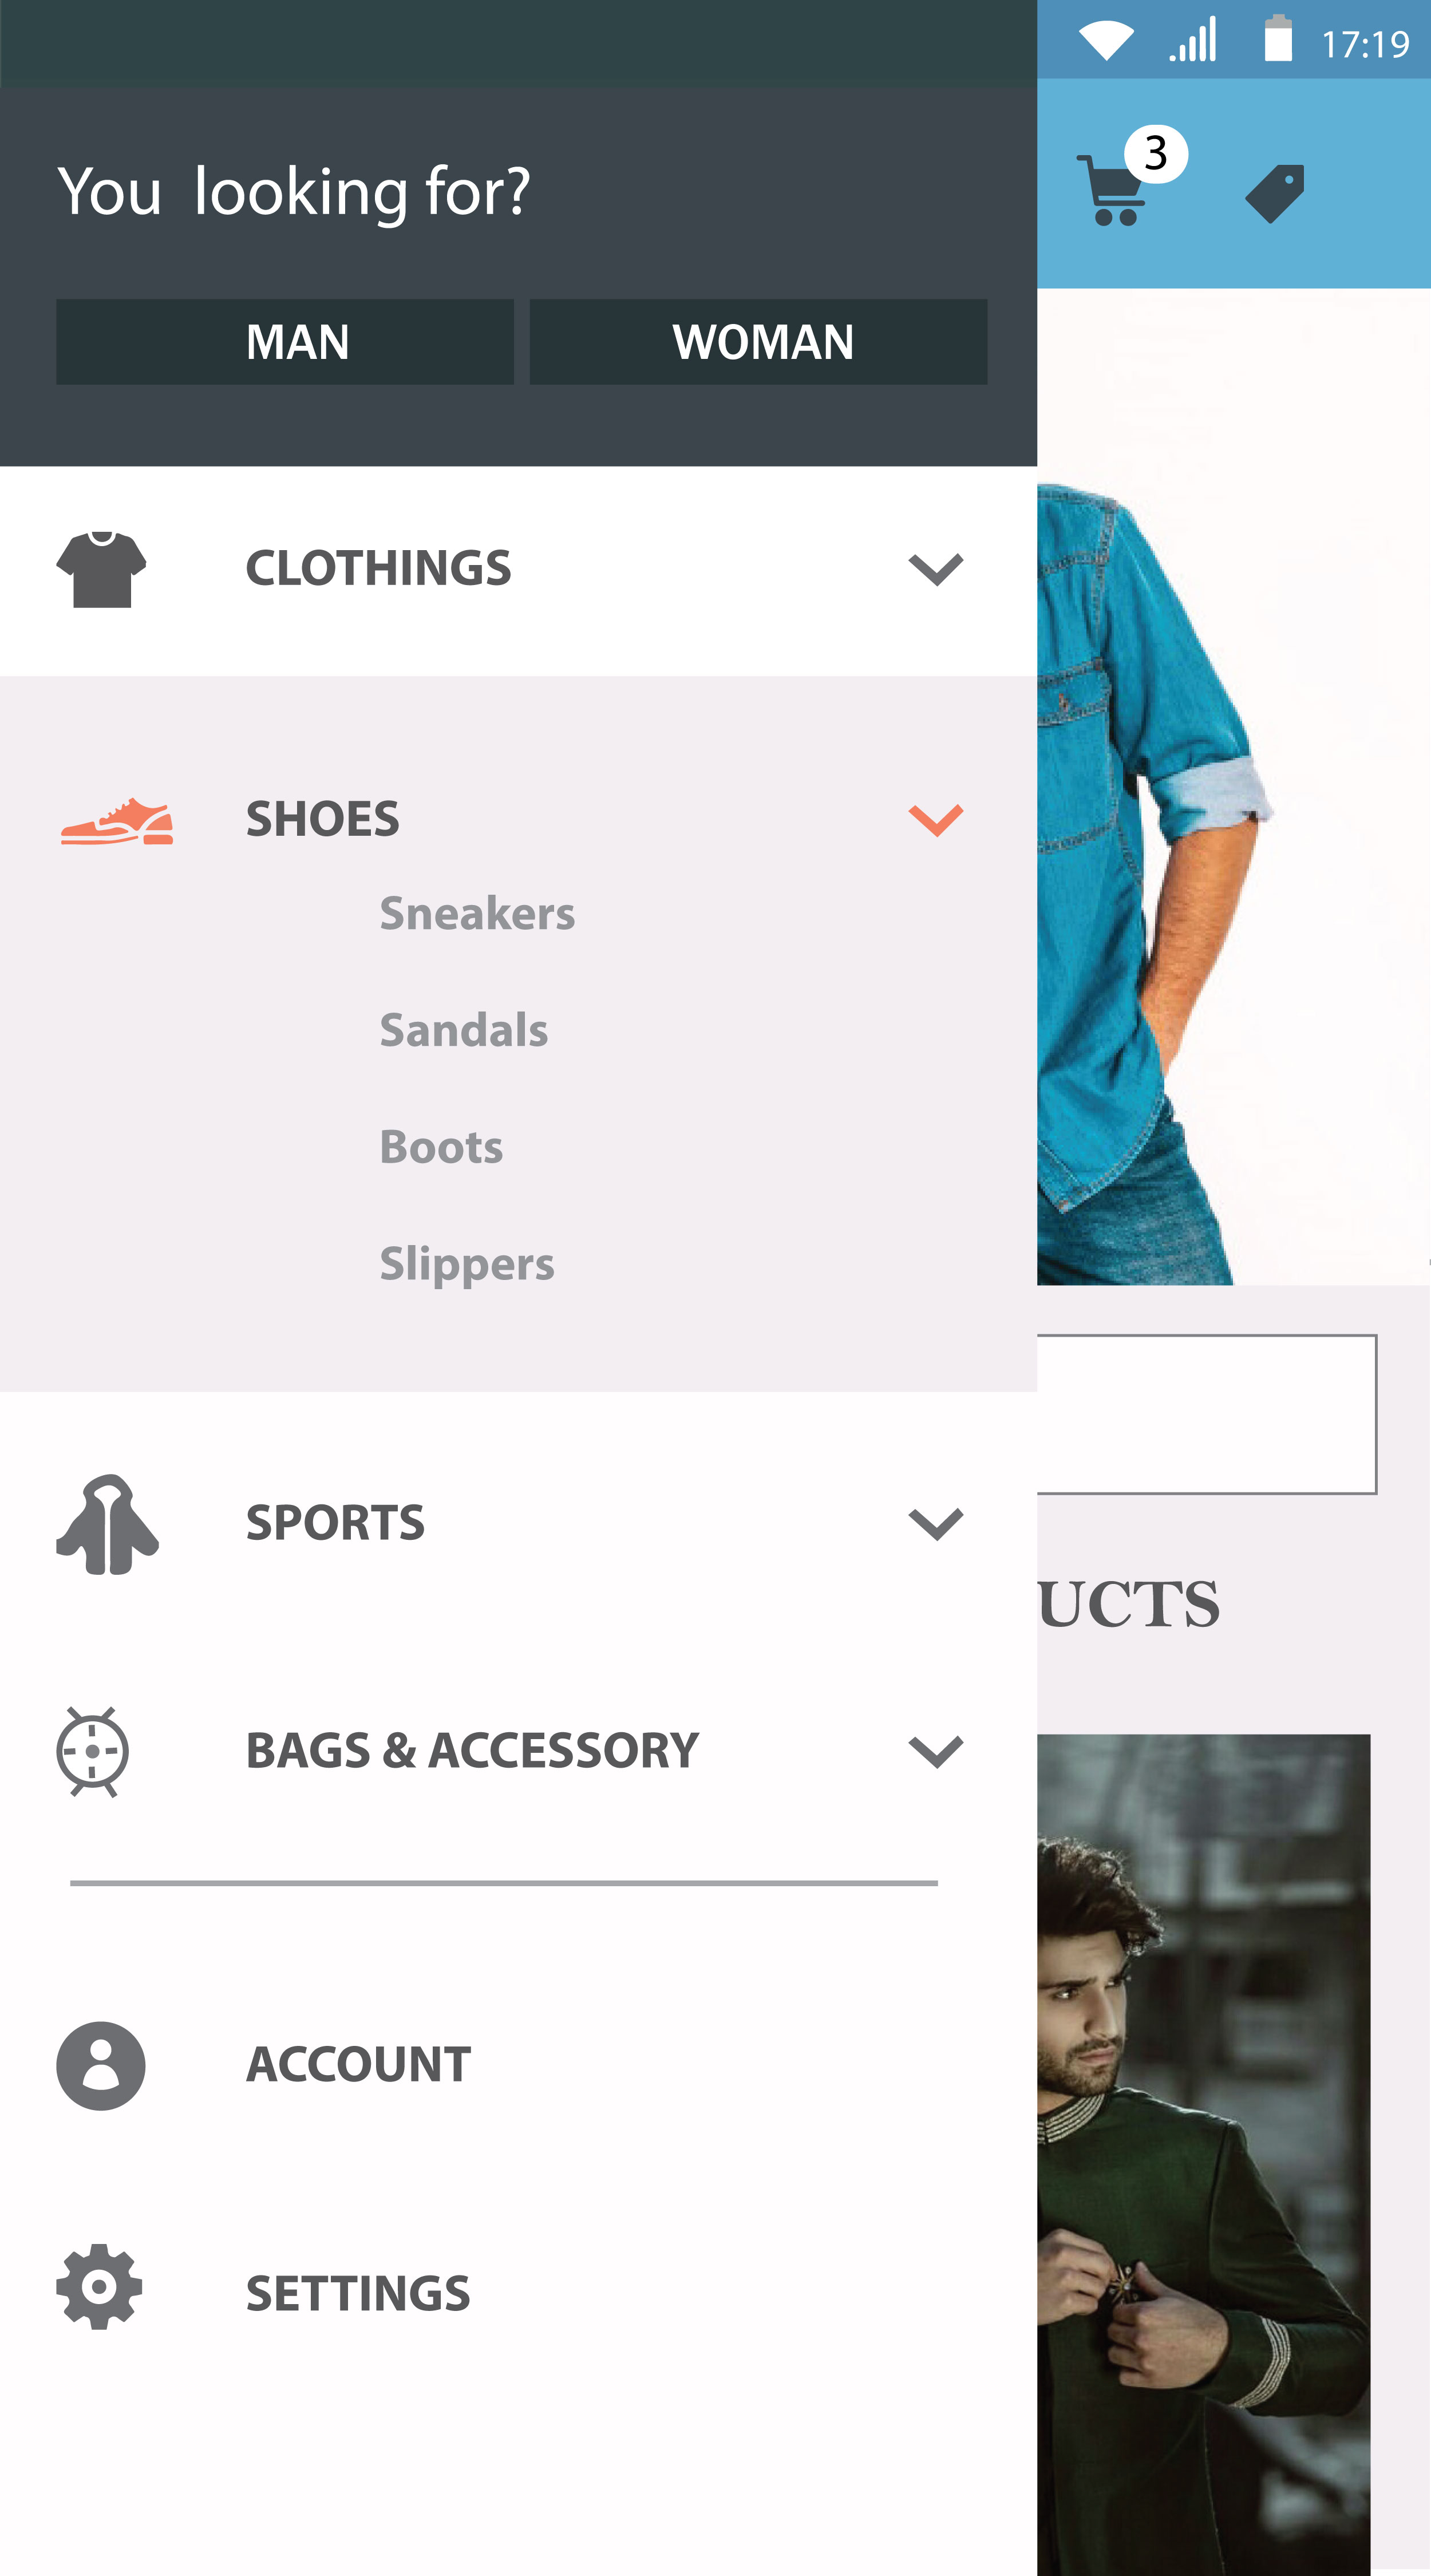 17:19
3
You looking for?
MAN
WOMAN
CLOTHINGS
SHOES
Sneakers
Sandals
Boots
Slippers
SPORTS
UCTS
BAGS & ACCESSORY
ACCOUNT
SETTINGS